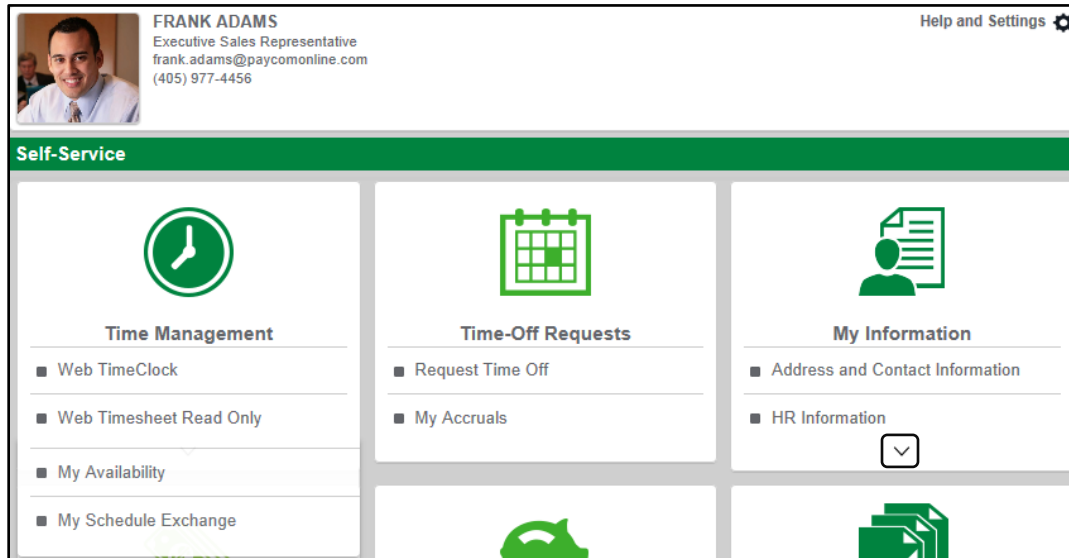 FRANK ADAMS
Executive Sales Representative
frank.adams@paycomonline.com
(405) 977-4456
Help and Settings
Self-Service
Time Management
Web TimeClock
Web Timesheet Read Only
My Availability
My Schedule Exchange
Time-Off Requests
Request Time Off
My Accruals
My Information
Address and Contact Information
HR Information